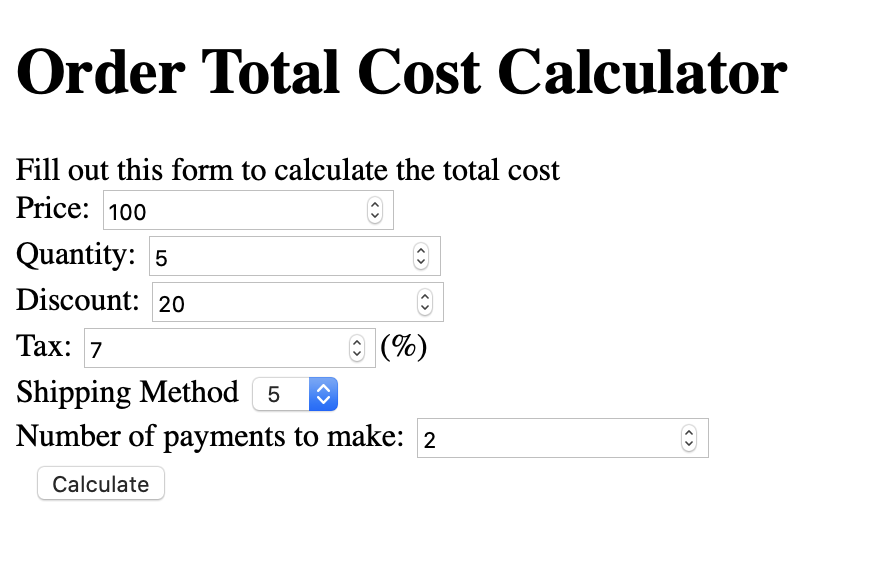 Order Total Cost Calculator
Fill out this form to calculate the total cost
Price: 100
Quantity: 5
Discount: 20
Tax: 7 (%)
Shipping Method 5
Number of payments to make: 2
Calculate